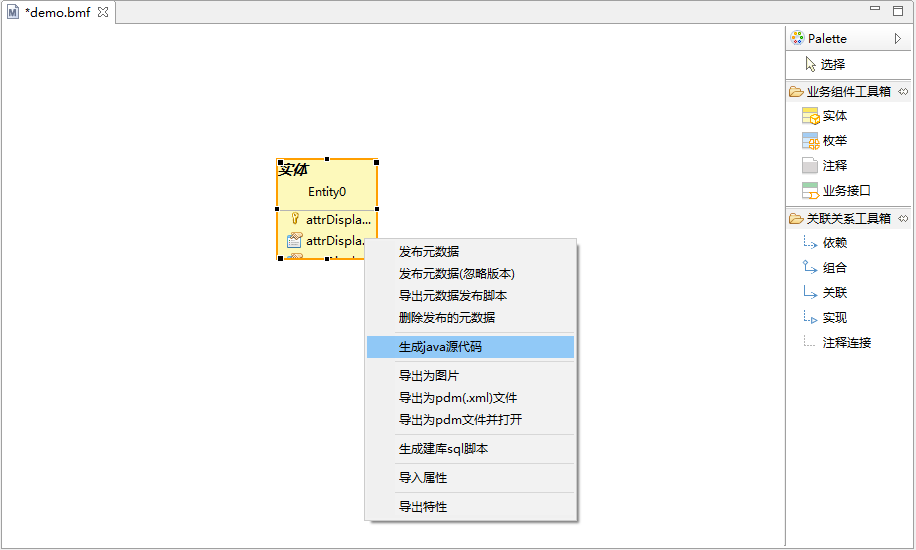 *demo.bmf
实体
Entity0
attrDispla...
attrDispla...
发布元数据
发布元数据(忽略版本)
导出元数据发布脚本
删除发布的元数据
生成java源代码
导出为图片
导出为pdm(.xml)文件
导出为pdm文件并打开
生成建库sql脚本
导入属性
导出特性
Palette
选择
业务组件工具箱
实体
枚举
注释
业务接口
关联关系工具箱
依赖
组合
关联
实现
注释连接